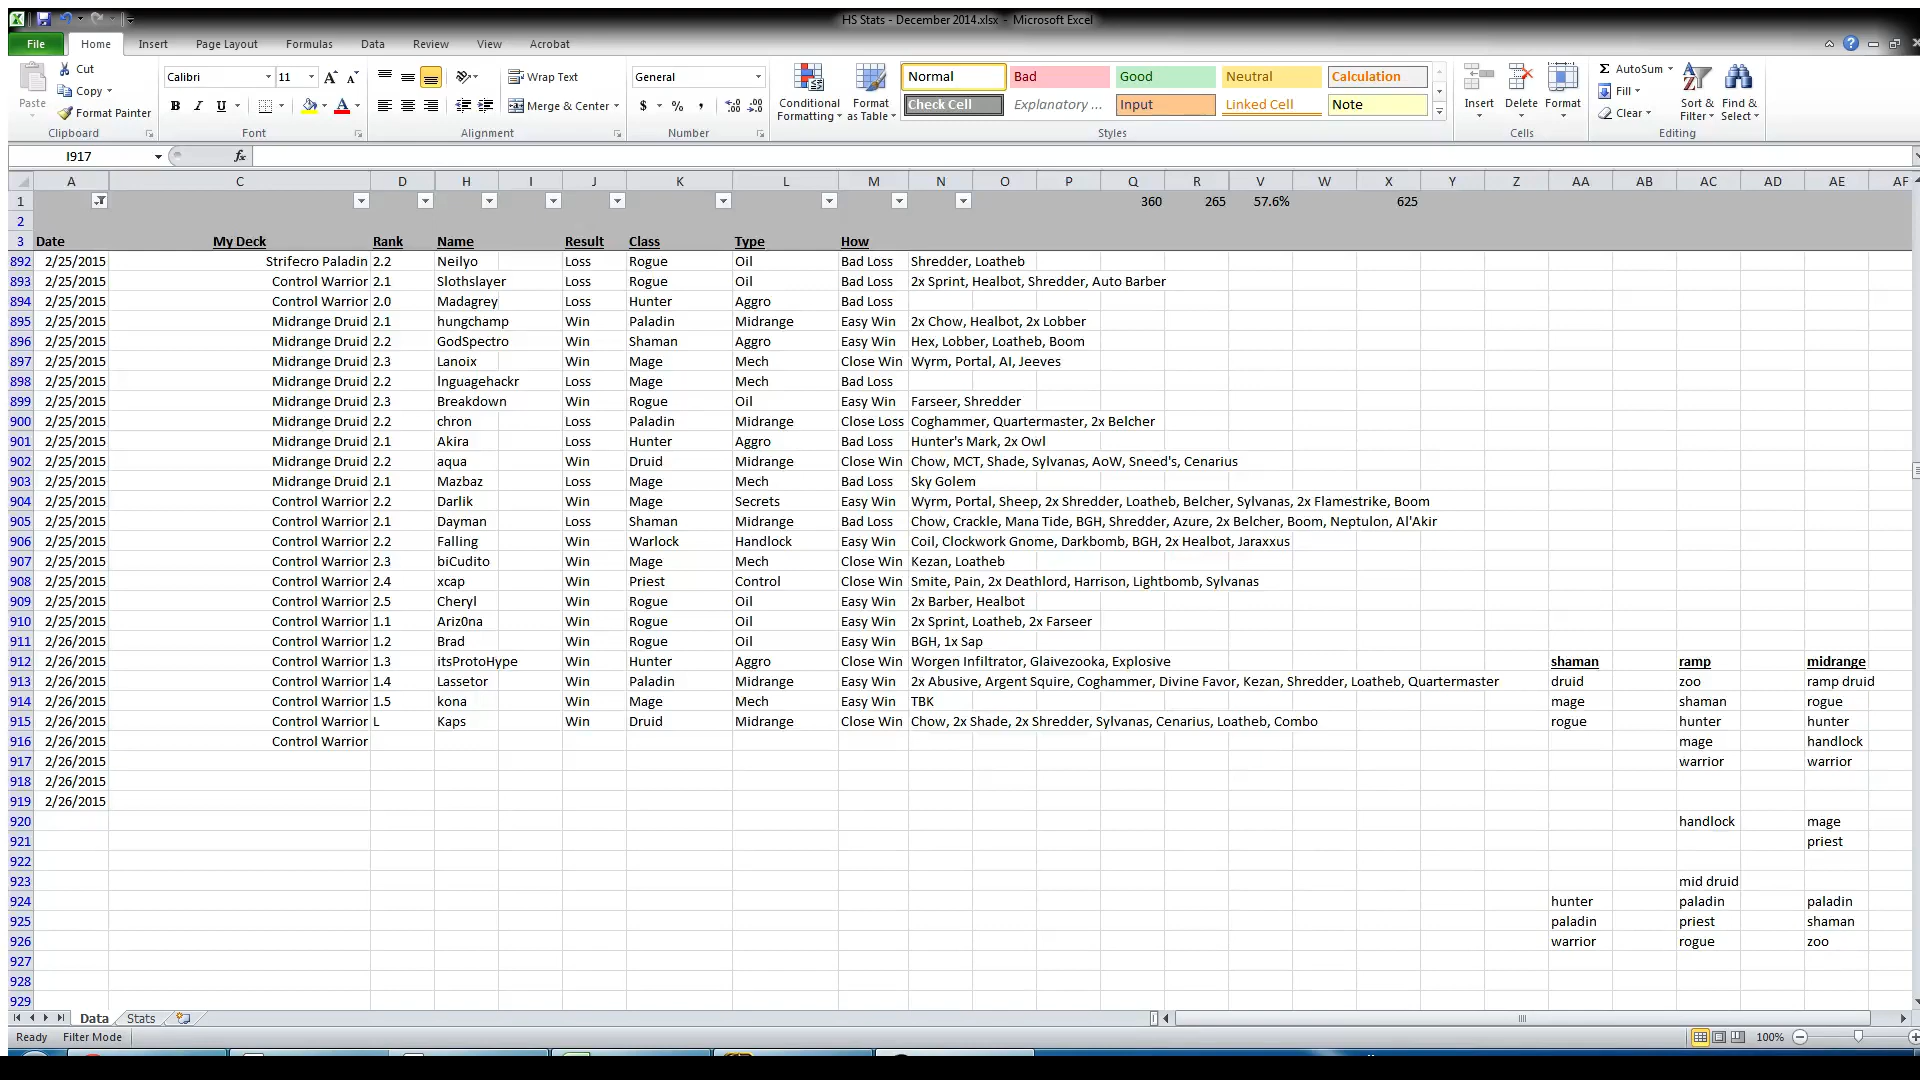 HS Stats - December 2014.xlsx - Microsoft Excel
File Home Insert Page Layout Formulas Data Review View Acrobat
Paste
Cut
Copy
Format Painter
Clipboard
Calibri 11
B I U
Font
Wrap Text
Merge & Center
Alignment
General
$ % ,
Number
Conditional Formatting
Format as Table
Normal Bad Good Neutral Calculation
Check Cell Explanatory ... Input Linked Cell Note
Styles
Insert Delete Format
Cells
AutoSum
Fill
Clear
Sort & Filter
Find & Select
Editing
I917 fx
A C D H I J K L M N O P Q R V W X Y Z AA AB AC AD AE AF
1 360 265 57.6% 625
2
3 Date My Deck Rank Name Result Class Type How
892 2/25/2015 Strifecro Paladin 2.2 Neilyo Loss Rogue Oil Bad Loss Shredder, Loatheb
893 2/25/2015 Control Warrior 2.1 Slothslayer Loss Rogue Oil Bad Loss 2x Sprint, Healbot, Shredder, Auto Barber
894 2/25/2015 Control Warrior 2.0 Madagrey Loss Hunter Aggro Bad Loss
895 2/25/2015 Midrange Druid 2.1 hungchamp Win Paladin Midrange Easy Win 2x Chow, Healbot, 2x Lobber
896 2/25/2015 Midrange Druid 2.2 GodSpectro Win Shaman Aggro Easy Win Hex, Lobber, Loatheb, Boom
897 2/25/2015 Midrange Druid 2.3 Lanoix Win Mage Mech Close Win Wyrm, Portal, AI, Jeeves
898 2/25/2015 Midrange Druid 2.2 lnguagehackr Loss Mage Mech Bad Loss
899 2/25/2015 Midrange Druid 2.3 Breakdown Win Rogue Oil Easy Win Farseer, Shredder
900 2/25/2015 Midrange Druid 2.2 chron Loss Paladin Midrange Close Loss Coghammer, Quartermaster, 2x Belcher
901 2/25/2015 Midrange Druid 2.1 Akira Loss Hunter Aggro Bad Loss Hunter's Mark, 2x Owl
902 2/25/2015 Midrange Druid 2.2 aqua Win Druid Midrange Close Win Chow, MCT, Shade, Sylvanas, AoW, Sneed's, Cenarius
903 2/25/2015 Midrange Druid 2.1 Mazbaz Loss Mage Mech Bad Loss Sky Golem
904 2/25/2015 Control Warrior 2.2 Darlik Win Mage Secrets Easy Win Wyrm, Portal, Sheep, 2x Shredder, Loatheb, Belcher, Sylvanas, 2x Flamestrike, Boom
905 2/25/2015 Control Warrior 2.1 Dayman Loss Shaman Midrange Bad Loss Chow, Crackle, Mana Tide, BGH, Shredder, Azure, 2x Belcher, Boom, Neptulon, Al'Akir
906 2/25/2015 Control Warrior 2.2 Falling Win Warlock Handlock Easy Win Coil, Clockwork Gnome, Darkbomb, BGH, 2x Healbot, Jaraxxus
907 2/25/2015 Control Warrior 2.3 biCudito Win Mage Mech Close Win Kezan, Loatheb
908 2/25/2015 Control Warrior 2.4 xcap Win Priest Control Close Win Smite, Pain, 2x Deathlord, Harrison, Lightbomb, Sylvanas
909 2/25/2015 Control Warrior 2.5 Cheryl Win Rogue Oil Easy Win 2x Barber, Healbot
910 2/25/2015 Control Warrior 1.1 Ariz0na Win Rogue Oil Easy Win 2x Sprint, Loatheb, 2x Farseer
911 2/26/2015 Control Warrior 1.2 Brad Win Rogue Oil Easy Win BGH, 1x Sap
912 2/26/2015 Control Warrior 1.3 itsProtoHype Win Hunter Aggro Close Win Worgen Infiltrator, Glaivezooka, Explosive shaman ramp midrange
913 2/26/2015 Control Warrior 1.4 Lassetor Win Paladin Midrange Easy Win 2x Abusive, Argent Squire, Coghammer, Divine Favor, Kezan, Shredder, Loatheb, Quartermaster druid zoo ramp druid
914 2/26/2015 Control Warrior 1.5 kona Win Mage Mech Easy Win TBK mage shaman rogue
915 2/26/2015 Control Warrior L Kaps Win Druid Midrange Close Win Chow, 2x Shade, 2x Shredder, Sylvanas, Cenarius, Loatheb, Combo rogue hunter hunter
916 2/26/2015 Control Warrior mage handlock
917 2/26/2015 warrior warrior
918 2/26/2015
919 2/26/2015
920 handlock mage
921 priest
922
923 mid druid
924 hunter paladin paladin
925 paladin priest shaman
926 warrior rogue zoo
927
928
929
Data Stats
Ready Filter Mode 100%